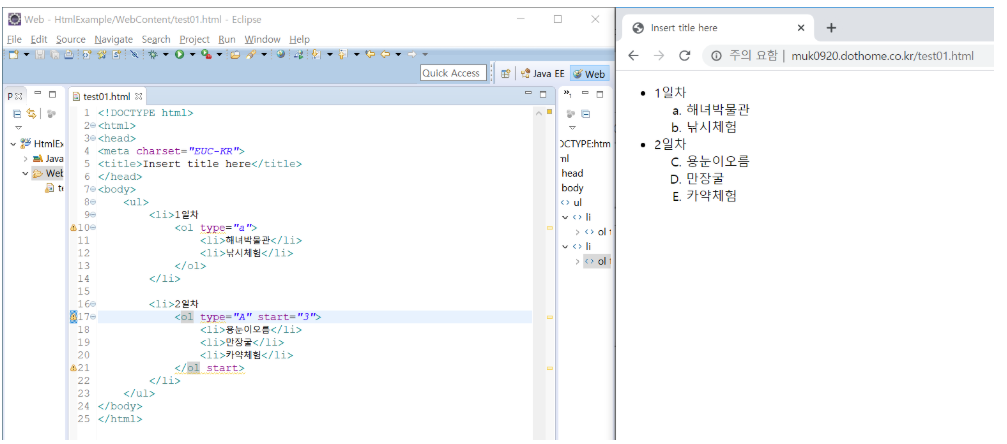 Web - HtmlExample/WebContent/test01.html - Eclipse
File Edit Source Navigate Search Project Run Window Help
Quick Access
Java EE
Web
P
test01.html
HtmlEx
Java
Web
te
1 <!DOCTYPE html>
2 <html>
3 <head>
4 <meta charset="EUC-KR">
5 <title>Insert title here</title>
6 </head>
7 <body>
8 <ul>
9 <li>1일차
10 <ol type="a">
11 <li>해녀박물관</li>
12 <li>낚시체험</li>
13 </ol>
14 </li>
15
16 <li>2일차
17 <ol type="A" start="3">
18 <li>용눈이오름</li>
19 <li>만장굴</li>
20 <li>카약체험</li>
21 </ol start>
22 </li>
23 </ul>
24 </body>
25 </html>
OCTYPE:htm
ml
head
body
ul
li
ol t
li
ol t
Insert title here
주의 요함 | muk0920.dothome.co.kr/test01.html
• 1일차
a. 해녀박물관
b. 낚시체험
• 2일차
C. 용눈이오름
D. 만장굴
E. 카약체험